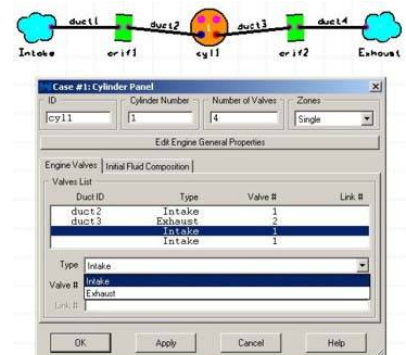 duct1 duct2 duct3 duct4
Intake orif1 cyl1 orif2 Exhaust
Case #1: Cylinder Panel
ID Cylinder Number Number of Valves Zones
cyl1 1 4 Single
Edit Engine General Properties
Engine Valves Initial Fluid Composition
Valves List
Duct ID Type Valve # Link #
duct2 Intake 1
duct3 Exhaust 2
Intake 1
Intake 1
Type Intake
Valve # Intake
Exhaust
Link #
OK Apply Cancel Help